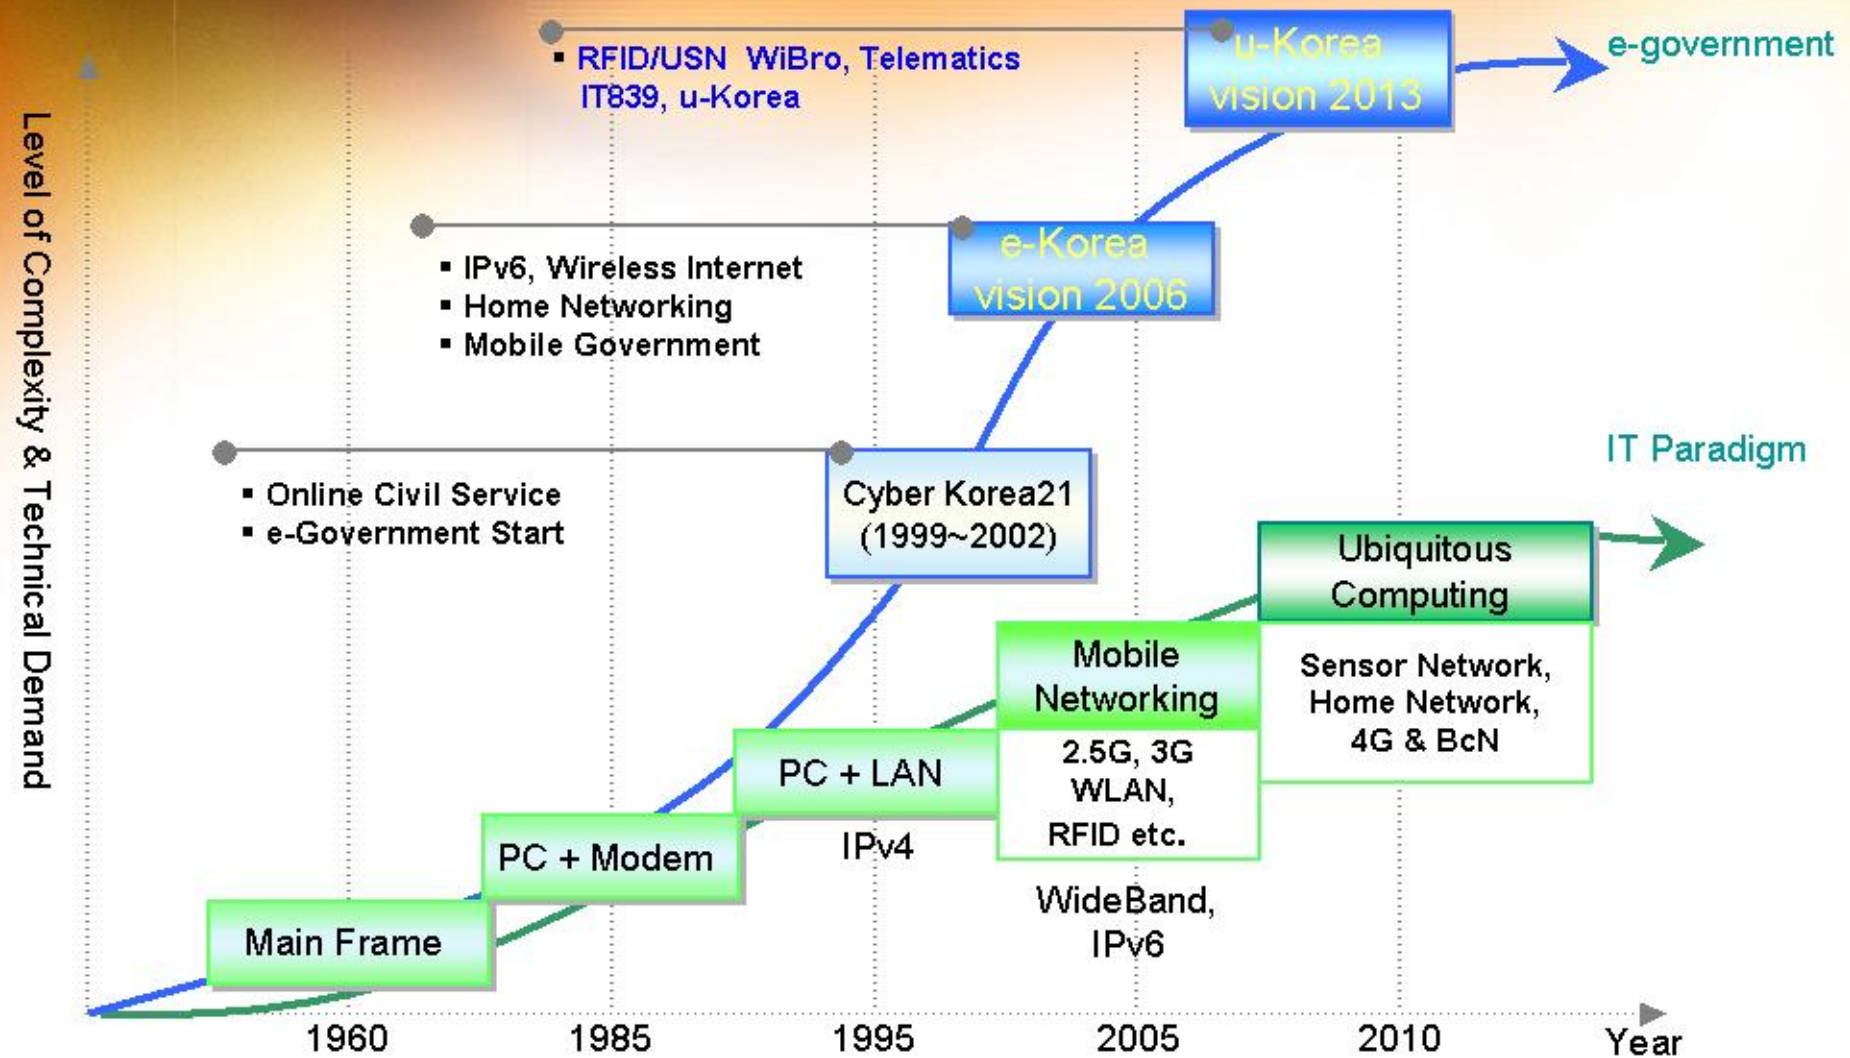 u-Korea
vision 2013
e-government
▪ RFID/USN WiBro, Telematics
IT839, u-Korea
Level of Complexity & Technical Demand
e-Korea
vision 2006
▪ IPv6, Wireless Internet
▪ Home Networking
▪ Mobile Government
IT Paradigm
Cyber Korea21
(1999~2002)
▪ Online Civil Service
▪ e-Government Start
Ubiquitous
Computing
Sensor Network,
Home Network,
4G & BcN
Mobile
Networking
2.5G, 3G
WLAN,
RFID etc.
WideBand,
IPv6
PC + LAN
IPv4
PC + Modem
Main Frame
1960
1985
1995
2005
2010
Year